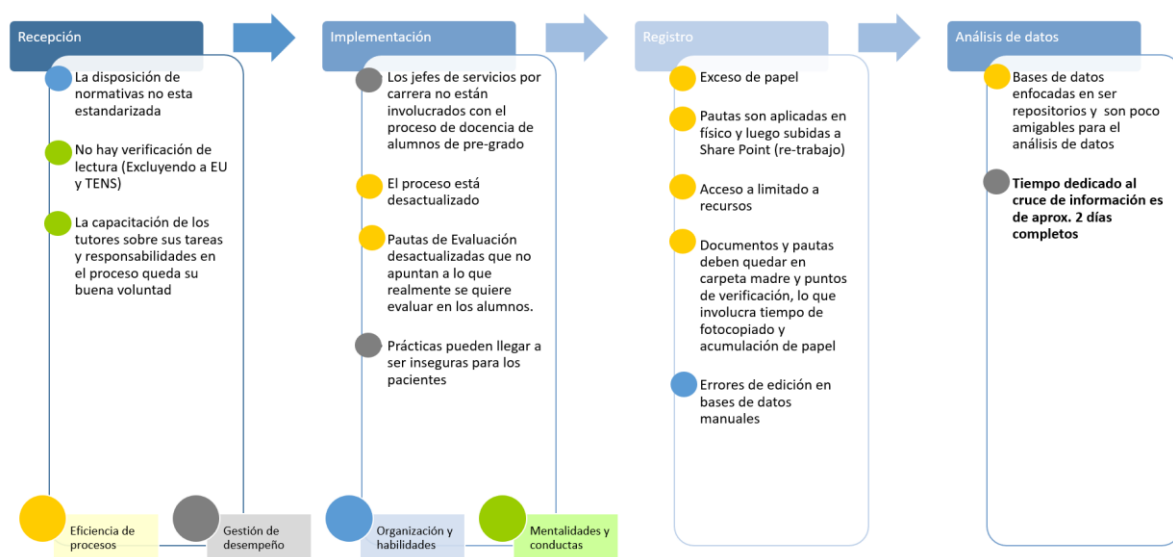 Recepción
La disposición de
normativas no esta
estandarizada
No hay verificación de
lectura (Excluyendo a EU
y TENS)
La capacitación de los
tutores sobre sus tareas
y responsabilidades en
el proceso queda su
buena voluntad
Implementación
Los jefes de servicios por
carrera no están
involucrados con el
proceso de docencia de
alumnos de pre-grado
El proceso está
desactualizado
Pautas de Evaluación
desactualizadas que no
apuntan a lo que
realmente se quiere
evaluar en los alumnos.
Prácticas pueden llegar a
ser inseguras para los
pacientes
Registro
Exceso de papel
Pautas son aplicadas en
físico y luego subidas a
Share Point (re-trabajo)
Acceso a limitado a
recursos
Documentos y pautas
deben quedar en
carpeta madre y puntos
de verificación, lo que
involucra tiempo de
fotocopiado y
acumulación de papel
Errores de edición en
bases de datos
manuales
Análisis de datos
Bases de datos
enfocadas en ser
repositorios y son poco
amigables para el
análisis de datos
Tiempo dedicado al
cruce de información es
de aprox. 2 días
completos
Eficiencia de
procesos
Gestión de
desempeño
Organización y
habilidades
Mentalidades y
conductas